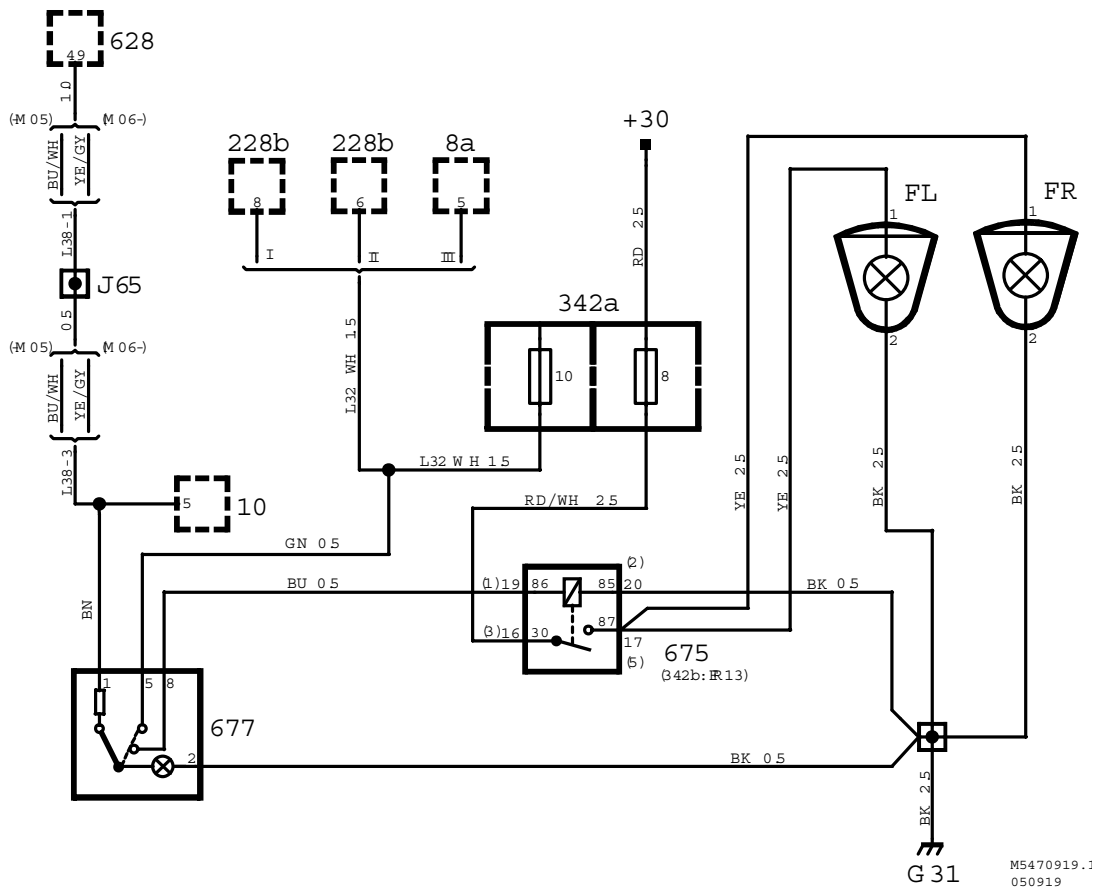 628
49
1.0
(-M05) (M06-)
BU/WH YE/GY
L38-1
J65
0.5
(-M05) (M06-)
BU/WH YE/GY
L38-3
5
10
228b 228b 8a
8 6 5
I II III
L32 WH 1.5
+30
RD 2.5
342a
10 8
L32 WH 1.5
RD/WH 2.5
GN 0.5
BU 0.5
BN
FL FR
1 1
2 2
YE 2.5 YE 2.5 BK 2.5 BK 2.5
(2)
(1) 19 86 85 20
BK 0.5
87
(3) 16 30
17
(5)
675
(342b:FR13)
1 5 8
677
2
BK 0.5
BK 2.5
G31
M5470919.1
050919